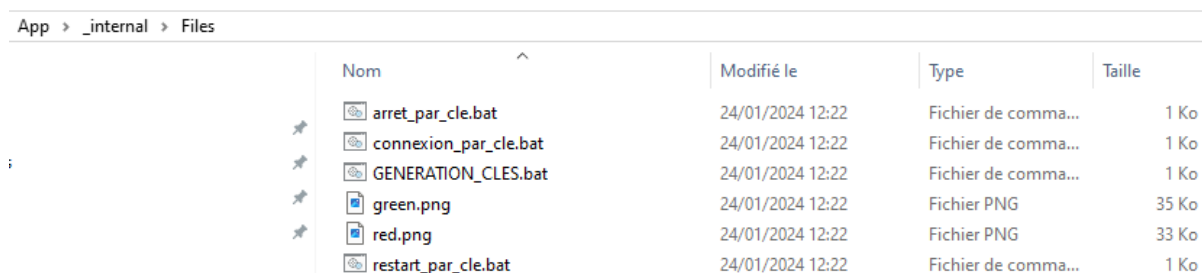 App > _internal > Files
Nom Modifié le Type Taille
arret_par_cle.bat 24/01/2024 12:22 Fichier de comma... 1 Ko
connexion_par_cle.bat 24/01/2024 12:22 Fichier de comma... 1 Ko
GENERATION_CLES.bat 24/01/2024 12:22 Fichier de comma... 1 Ko
green.png 24/01/2024 12:22 Fichier PNG 35 Ko
red.png 24/01/2024 12:22 Fichier PNG 33 Ko
restart_par_cle.bat 24/01/2024 12:22 Fichier de comma... 1 Ko